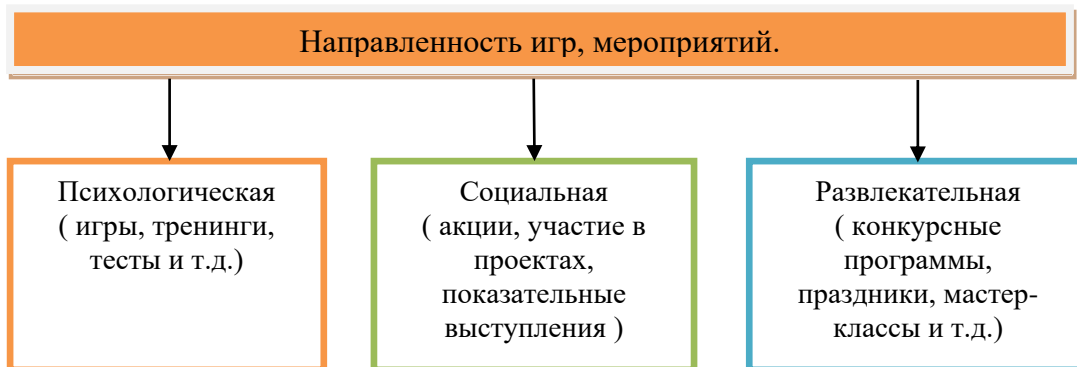 Направленность игр, мероприятий.
Психологическая
( игры, тренинги,
тесты и т.д.)
Социальная
( акции, участие в
проектах,
показательные
выступления )
Развлекательная
( конкурсные
программы,
праздники, мастер-
классы и т.д.)